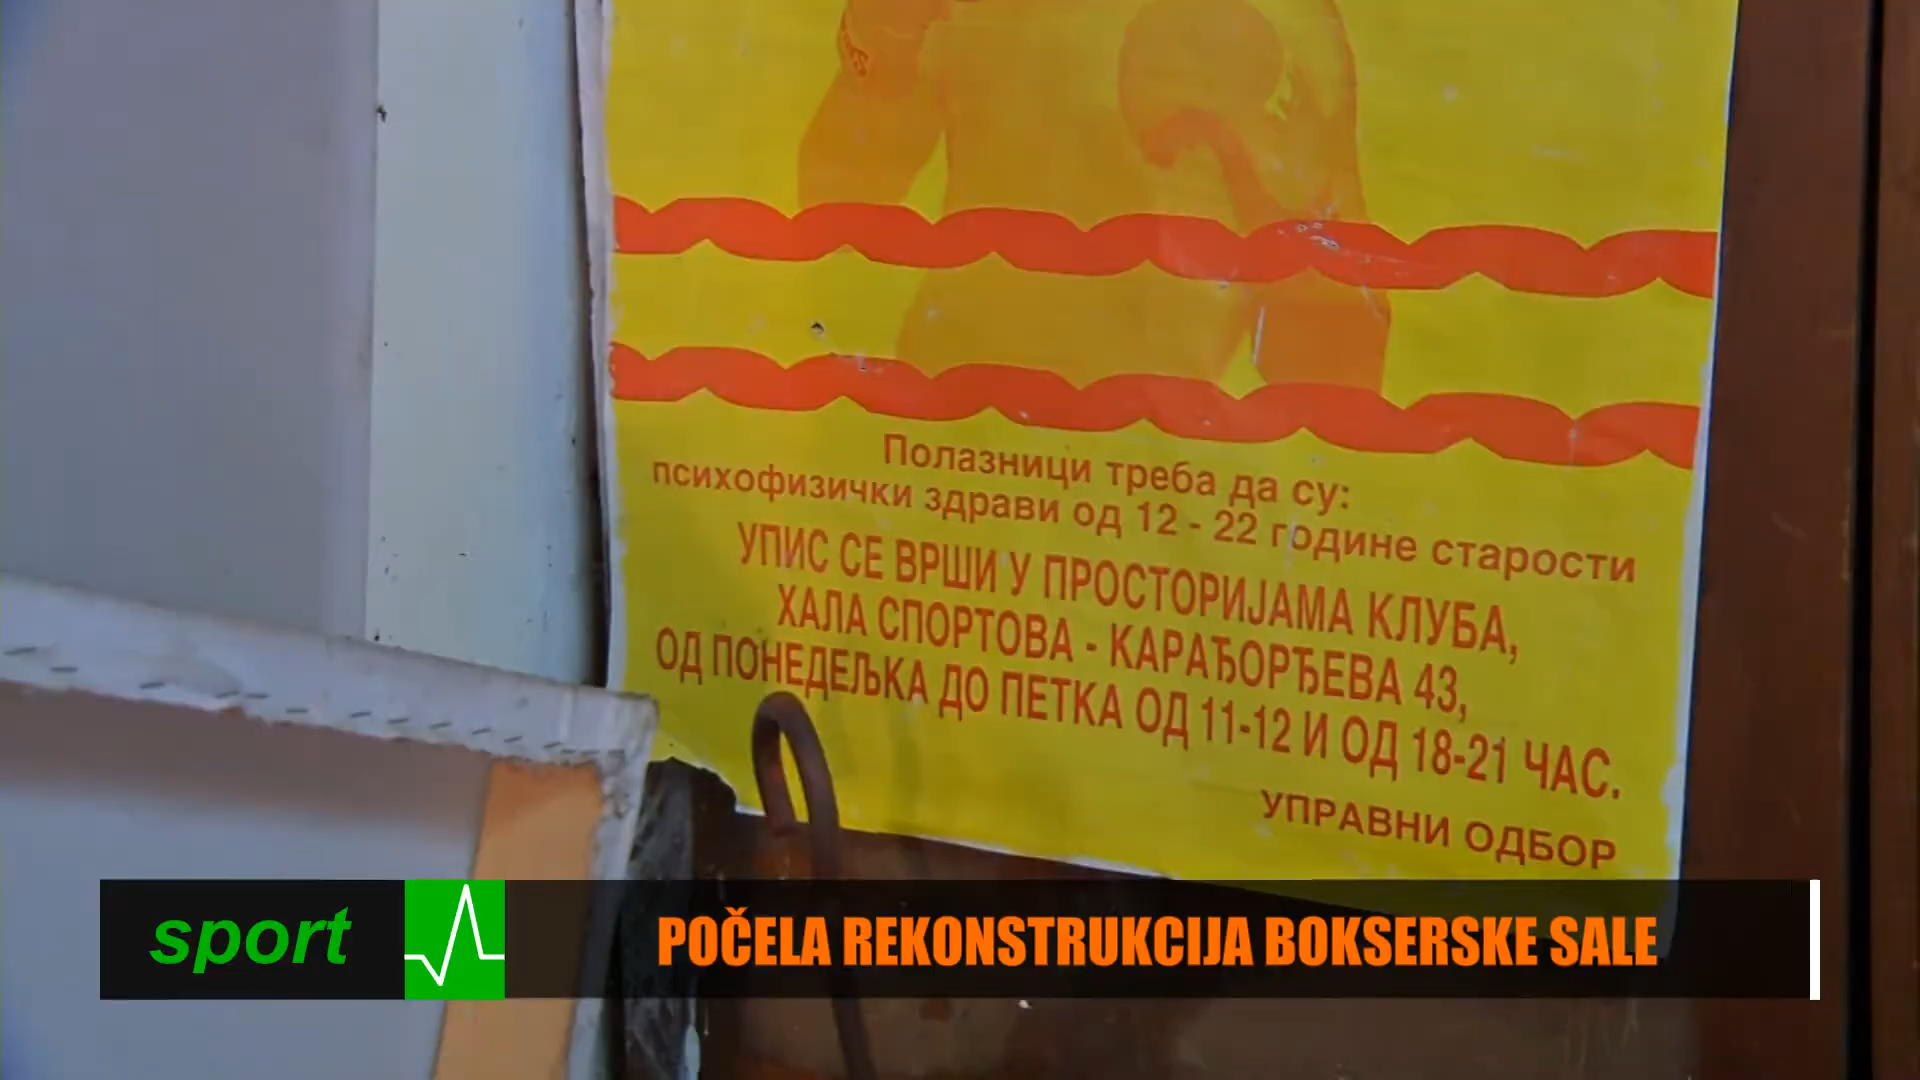 Полазници треба да су:
психофизички здрави од 12 - 22 године старости
УПИС СЕ ВРШИ У ПРОСТОРИЈАМА КЛУБА,
ХАЛА СПОРТОВА - КАРАЂОРЂЕВА 43,
ОД ПОНЕДЕЉКА ДО ПЕТКА ОД 11-12 И ОД 18-21 ЧАС.
УПРАВНИ ОДБОР
sport
POČELA REKONSTRUKCIJA BOKSERSKE SALE